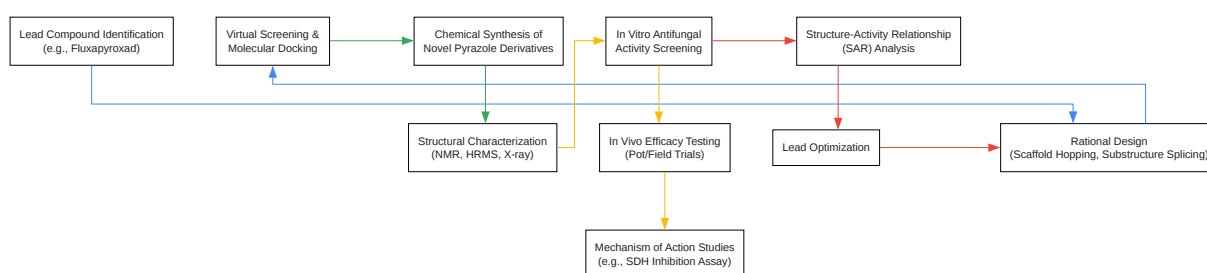 Lead Compound Identification
(e.g., Fluxapyroxad)
Virtual Screening &
Molecular Docking
Chemical Synthesis of
Novel Pyrazole Derivatives
In Vitro Antifungal
Activity Screening
Structure-Activity Relationship
(SAR) Analysis
Structural Characterization
(NMR, HRMS, X-ray)
In Vivo Efficacy Testing
(Pot/Field Trials)
Lead Optimization
Rational Design
(Scaffold Hopping, Substructure Splicing)
Mechanism of Action Studies
(e.g., SDH Inhibition Assay)